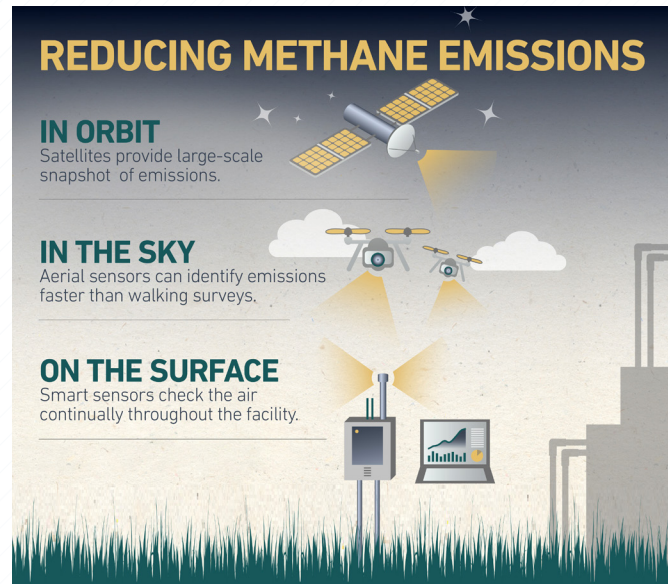 REDUCING METHANE EMISSIONS
IN ORBIT
Satellites provide large-scale
snapshot of emissions.
IN THE SKY
Aerial sensors can identify emissions
faster than walking surveys.
ON THE SURFACE
Smart sensors check the air
continually throughout the facility.